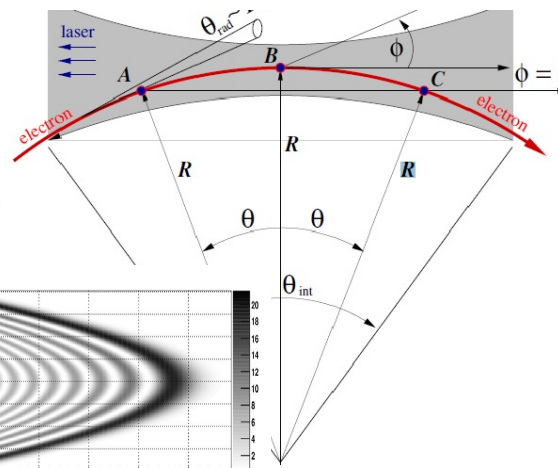 laser
θrad ~
B
ϕ
A
C
ϕ =
electron
electron
R
R
R
θ
θ
θint
20
18
16
14
12
10
8
6
4
2